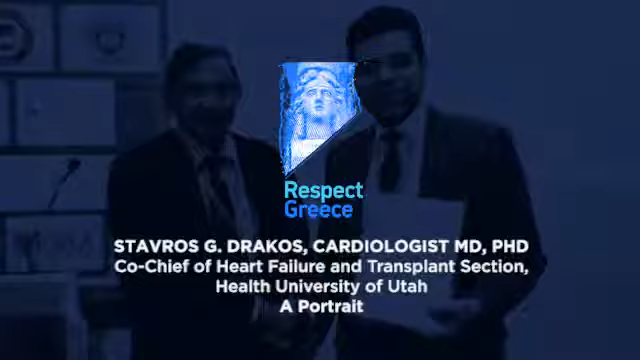 Respect
Greece
STAVROS G. DRAKOS, CARDIOLOGIST MD, PHD
Co-Chief of Heart Failure and Transplant Section,
Health University of Utah
A Portrait